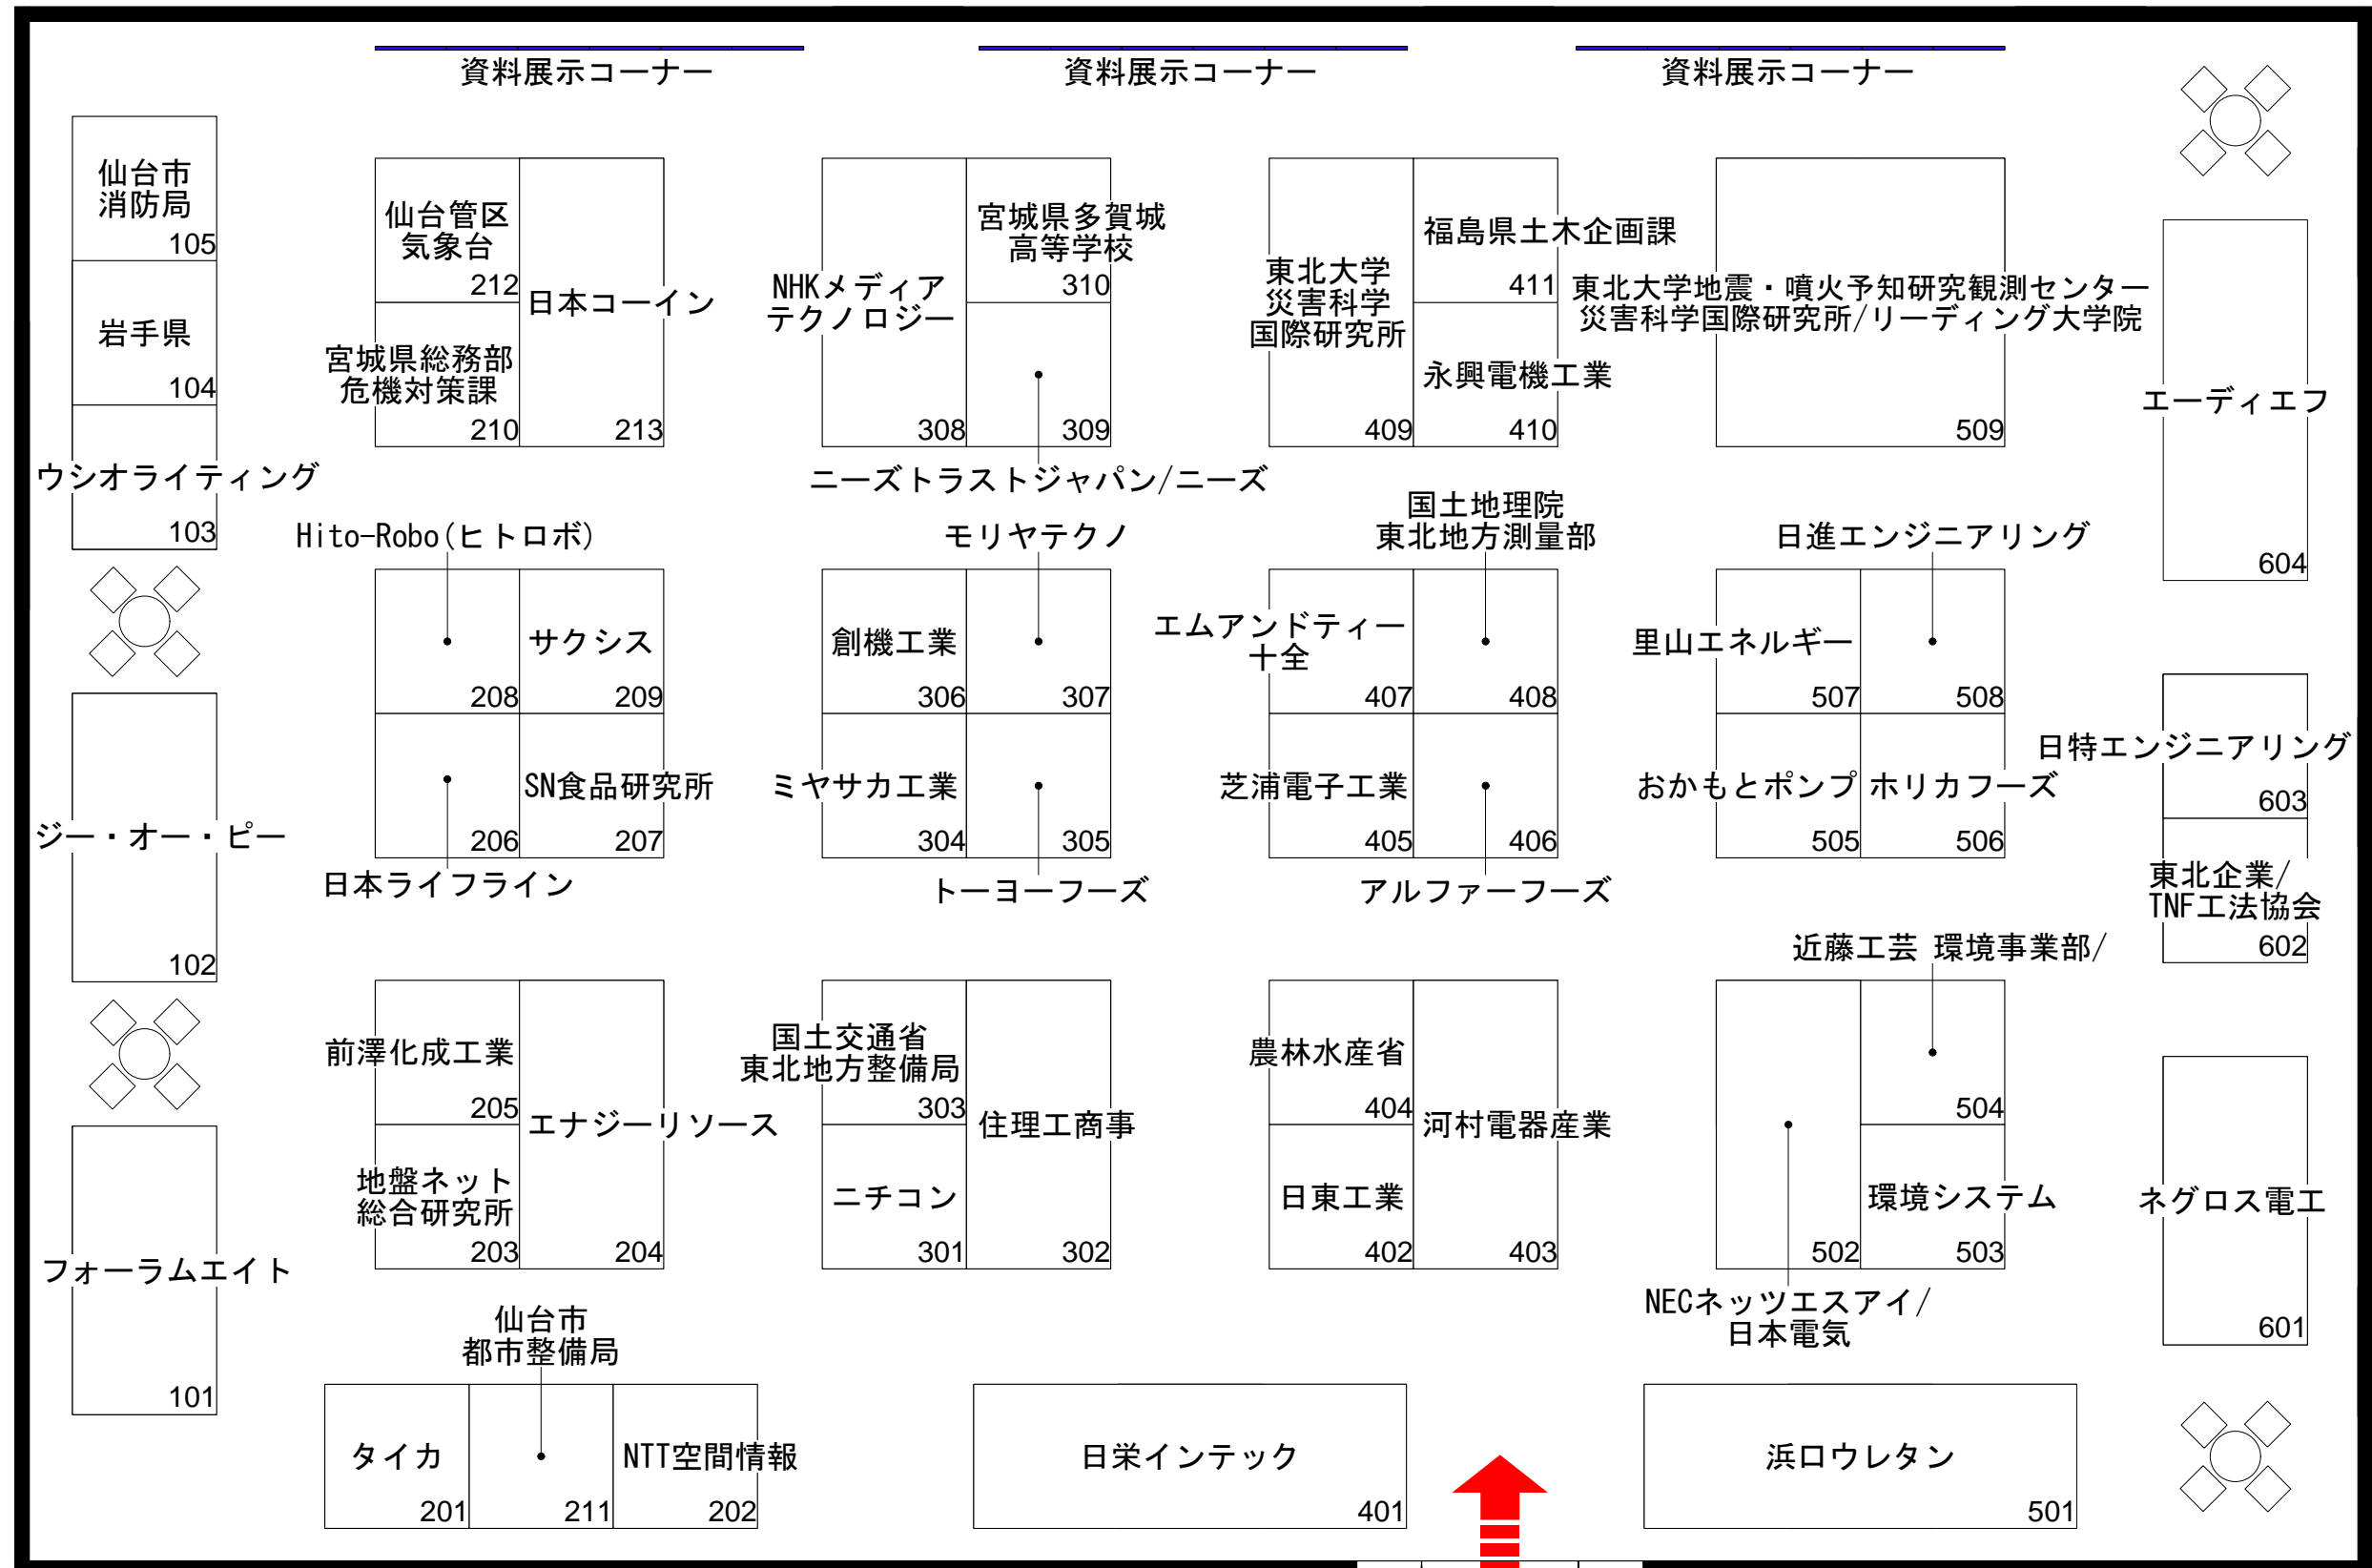 資料展示コーナー
資料展示コーナー
資料展示コーナー
仙台市
消防局
105
岩手県
104
ウシオライティング
103
仙台管区
気象台
212
日本コーイン
213
宮城県総務部
危機対策課
210
NHKメディア
テクノロジー
308
宮城県多賀城
高等学校
310
309
ニーズトラストジャパン/ニーズ
東北大学
災害科学
国際研究所
409
福島県土木企画課
411
永興電機工業
410
東北大学地震・噴火予知研究観測センター
災害科学国際研究所/リーディング大学院
509
エーディエフ
604
Hito-Robo(ヒトロボ)
208
サクシス
209
206
日本ライフライン
SN食品研究所
207
モリヤテクノ
創機工業
306
307
ミヤサカ工業
304
305
トーヨーフーズ
国土地理院
東北地方測量部
エムアンドティー
十全
407
408
芝浦電子工業
405
406
アルファーフーズ
日進エンジニアリング
里山エネルギー
507
508
おかもとポンプ
505
ホリカフーズ
506
日特エンジニアリング
603
東北企業/
TNF工法協会
602
ジー・オー・ピー
102
前澤化成工業
205
エナジーリソース
204
地盤ネット
総合研究所
203
国土交通省
東北地方整備局
303
住理工商事
302
ニチコン
301
農林水産省
404
河村電器産業
403
日東工業
402
近藤工芸 環境事業部/
504
502
環境システム
503
NECネッツエスアイ/
日本電気
ネグロス電工
601
フォーラムエイト
101
仙台市
都市整備局
タイカ
201
211
NTT空間情報
202
日栄インテック
401
浜口ウレタン
501